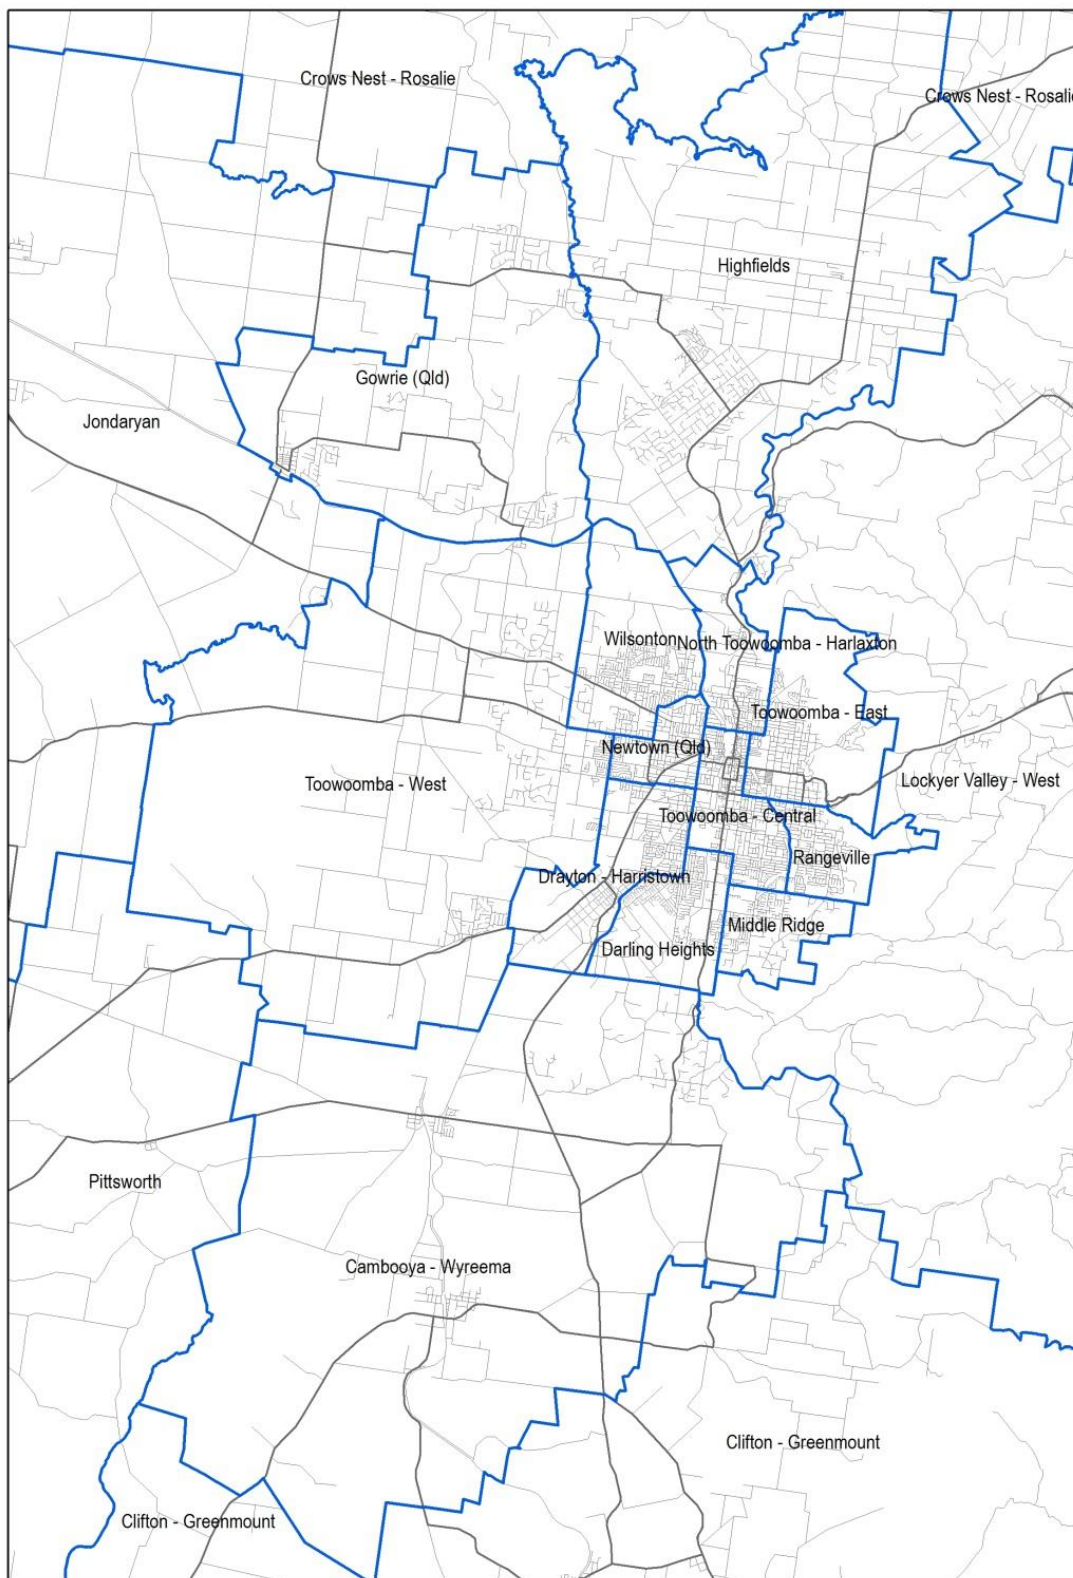 Crows Nest - Rosalie
Crows Nest - Rosalie
Highfields
Gowrie (Qld)
Jondaryan
Wilsonton
North Toowoomba - Harlaxton
Toowoomba - East
Newtown (Qld)
Toowoomba - West
Lockyer Valley - West
Toowoomba - Central
Rangeville
Drayton - Harristown
Middle Ridge
Darling Heights
Pittsworth
Cambooya - Wyreema
Clifton - Greenmount
Clifton - Greenmount